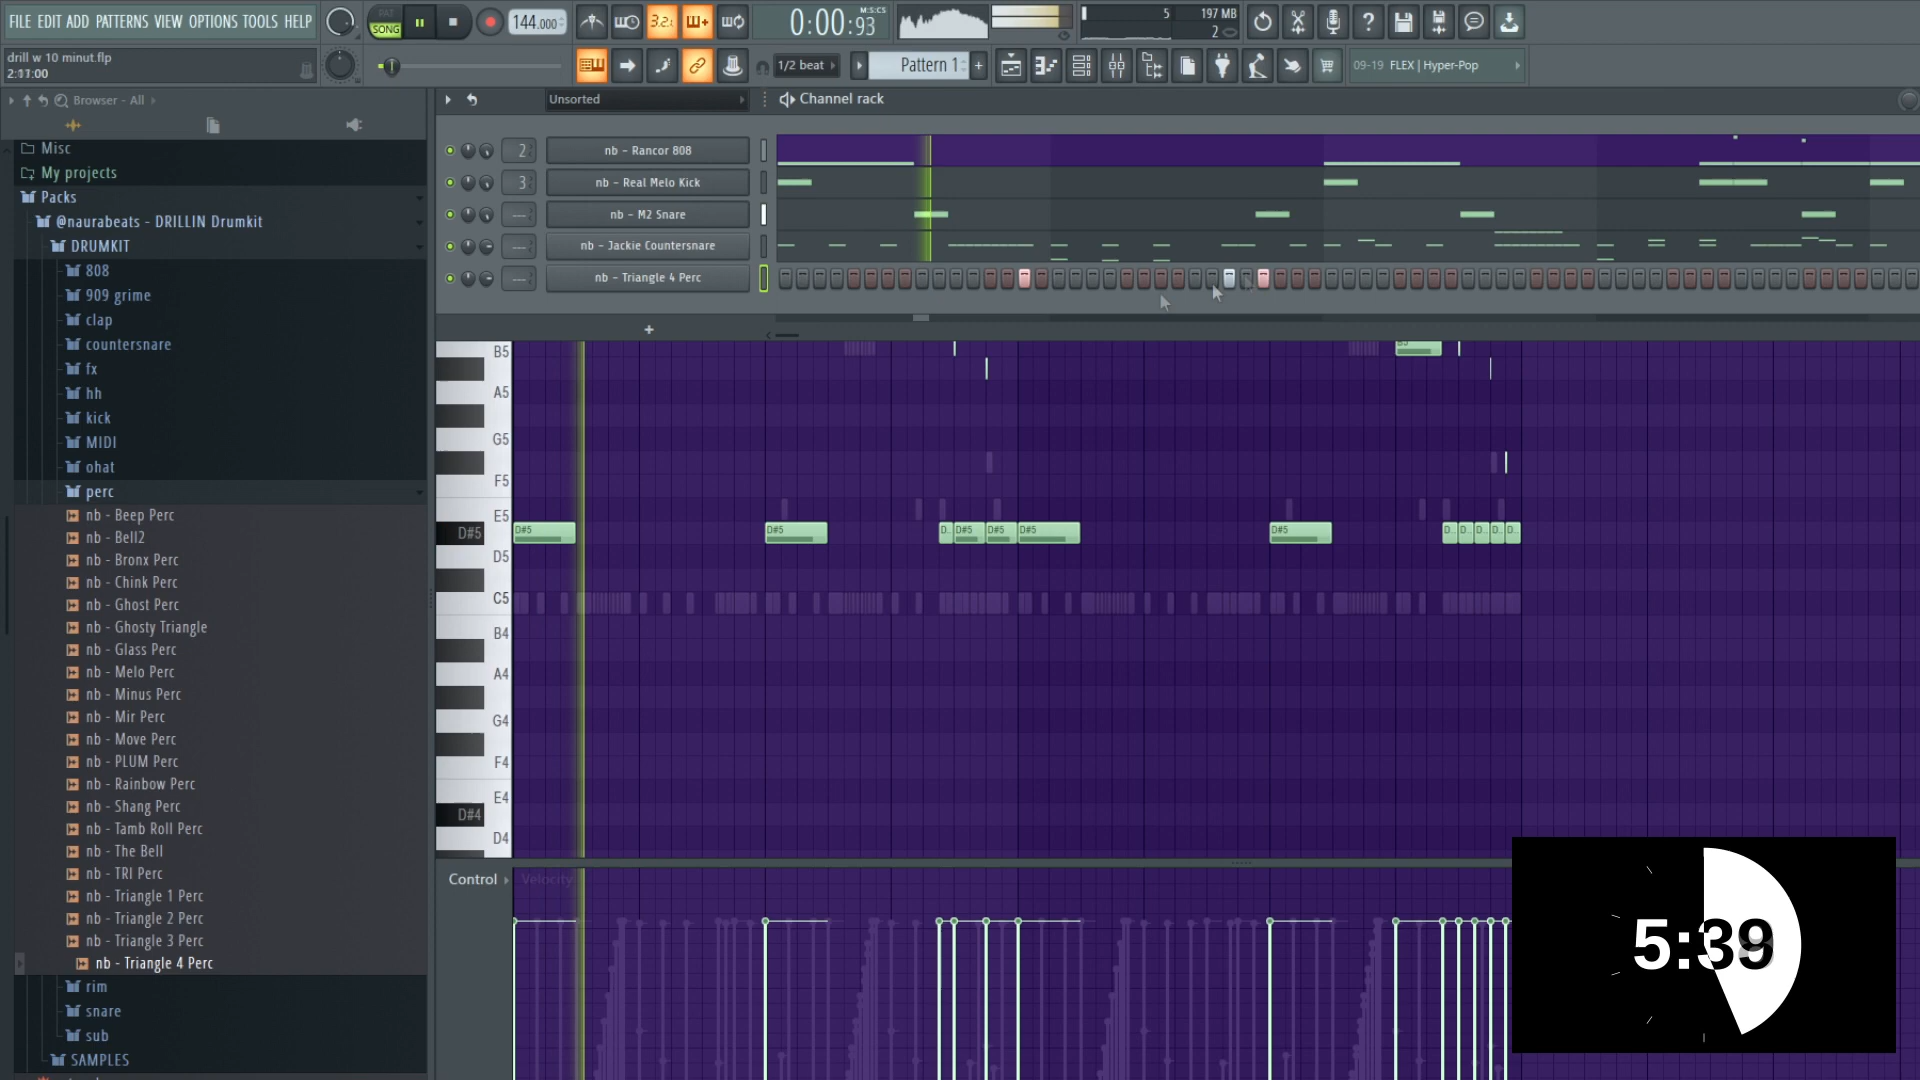 FILE EDIT ADD PATTERNS VIEW OPTIONS TOOLS HELP
PAT
SONG
144.000
3.2.
0:00:93
M:S:CS
5
197 MB
2
drill w 10 minut.flp
2:11:00
1/2 beat
Pattern 1
09-19 FLEX | Hyper-Pop
Browser - All
Unsorted
Channel rack
Misc
My projects
Packs
@naurabeats - DRILLIN Drumkit
DRUMKIT
808
909 grime
clap
countersnare
fx
hh
kick
MIDI
ohat
perc
nb - Beep Perc
nb - Bell2
nb - Bronx Perc
nb - Chink Perc
nb - Ghost Perc
nb - Ghosty Triangle
nb - Glass Perc
nb - Melo Perc
nb - Minus Perc
nb - Mir Perc
nb - Move Perc
nb - PLUM Perc
nb - Rainbow Perc
nb - Shang Perc
nb - Tamb Roll Perc
nb - The Bell
nb - TRI Perc
nb - Triangle 1 Perc
nb - Triangle 2 Perc
nb - Triangle 3 Perc
nb - Triangle 4 Perc
rim
snare
sub
SAMPLES
2 nb - Rancor 808
3 nb - Real Melo Kick
--- nb - M2 Snare
--- nb - Jackie Countersnare
--- nb - Triangle 4 Perc
+
B5
A5
G5
F5
E5
D#5 D#5 D#5 D.. D#5 D#5 D#5 D#5 D.. D.. D.. D.. D..
D5
C5
B4
A4
G4
F4
E4
D#4
D4
Control Velocity
5:39